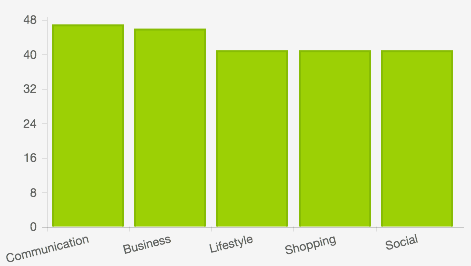 48
40
32
24
16
8
0
Communication
Business
Lifestyle
Shopping
Social